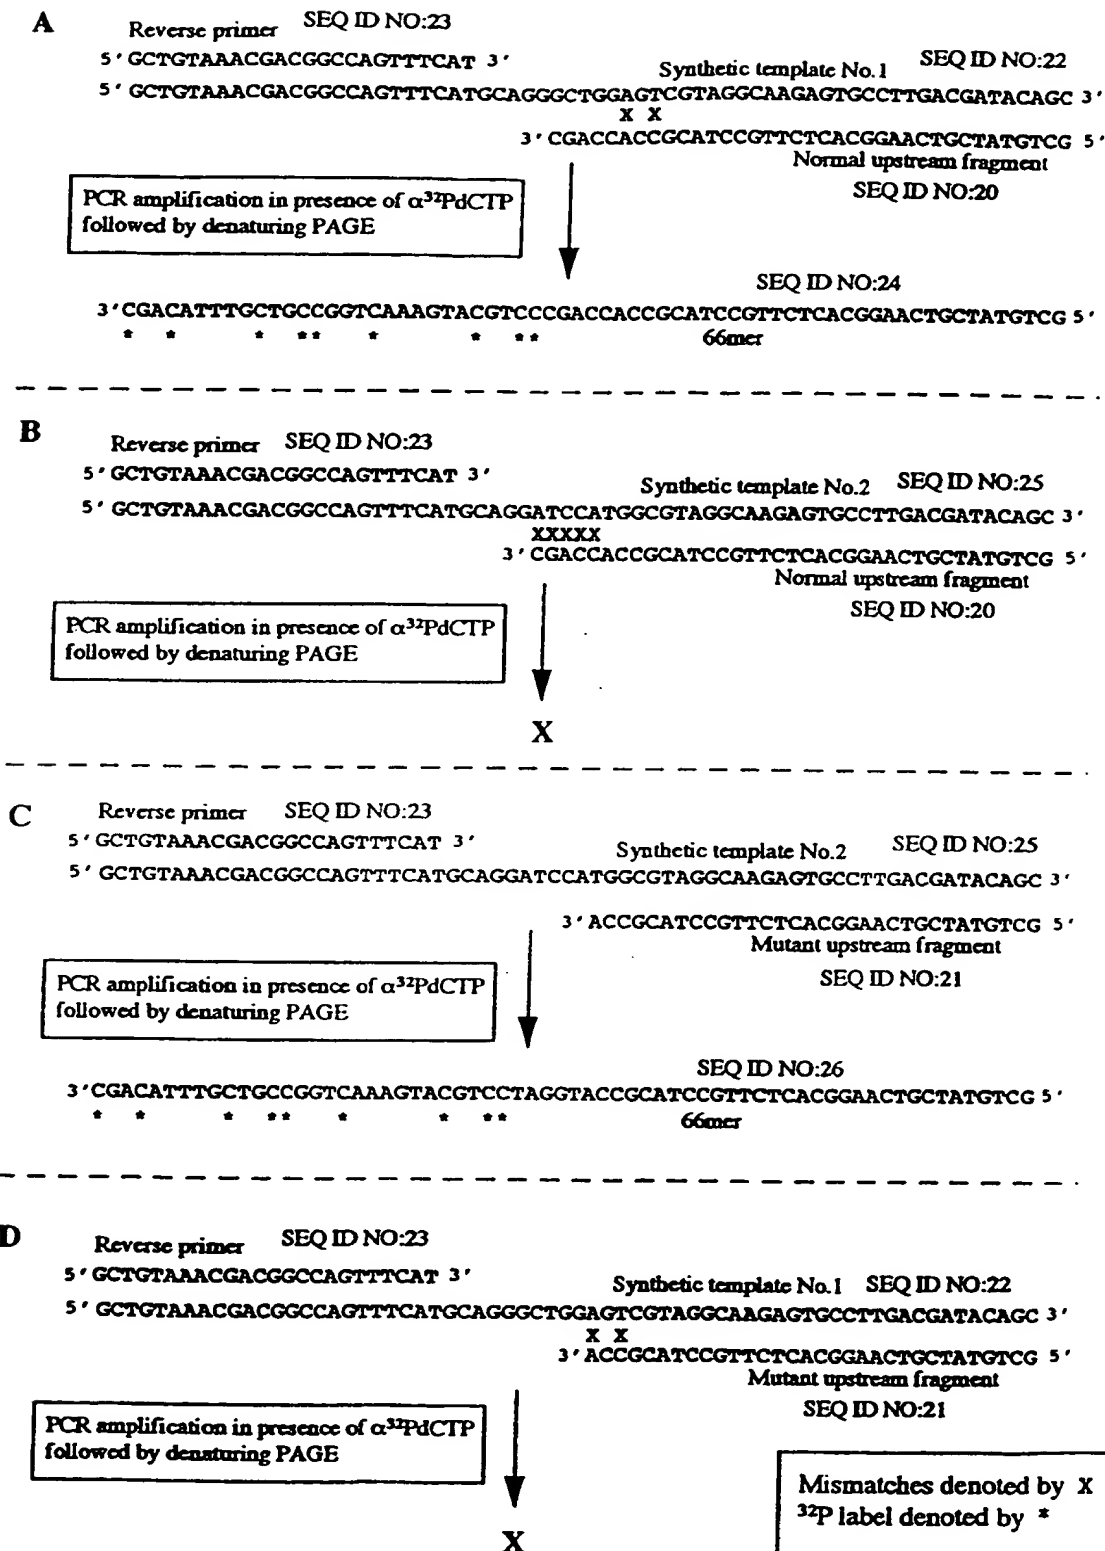 A
Reverse primer SEQ ID NO:23
5' GCTGTAAACGACGGCCAGTTTCAT 3'
Synthetic template No.1 SEQ ID NO:22
5' GCTGTAAACGACGGCCAGTTTCATGCAGGGCTGGAGTCGTAGGCAAGAGTGCCTTGACGATACAGC 3'
X X
3' CGACCACCGCATCCGTTCTCACGGAACTGCTATGTCG 5'
Normal upstream fragment
SEQ ID NO:20
PCR amplification in presence of α³²PdCTP
followed by denaturing PAGE
SEQ ID NO:24
3' CGACATTTGCTGCCGGTCAAAGTACGTCCCGACCACCGCATCCGTTCTCACGGAACTGCTATGTCG 5'
* * * ** * * **
66mer
B
Reverse primer SEQ ID NO:23
5' GCTGTAAACGACGGCCAGTTTCAT 3'
Synthetic template No.2 SEQ ID NO:25
5' GCTGTAAACGACGGCCAGTTTCATGCAGGATCCATGGCGTAGGCAAGAGTGCCTTGACGATACAGC 3'
XXXXX
3' CGACCACCGCATCCGTTCTCACGGAACTGCTATGTCG 5'
Normal upstream fragment
SEQ ID NO:20
PCR amplification in presence of α³²PdCTP
followed by denaturing PAGE
X
C
Reverse primer SEQ ID NO:23
5' GCTGTAAACGACGGCCAGTTTCAT 3'
Synthetic template No.2 SEQ ID NO:25
5' GCTGTAAACGACGGCCAGTTTCATGCAGGATCCATGGCGTAGGCAAGAGTGCCTTGACGATACAGC 3'
3' ACCGCATCCGTTCTCACGGAACTGCTATGTCG 5'
Mutant upstream fragment
SEQ ID NO:21
PCR amplification in presence of α³²PdCTP
followed by denaturing PAGE
SEQ ID NO:26
3' CGACATTTGCTGCCGGTCAAAGTACGTCCTAGGTACCGCATCCGTTCTCACGGAACTGCTATGTCG 5'
* * * ** * * **
66mer
D
Reverse primer SEQ ID NO:23
5' GCTGTAAACGACGGCCAGTTTCAT 3'
Synthetic template No.1 SEQ ID NO:22
5' GCTGTAAACGACGGCCAGTTTCATGCAGGGCTGGAGTCGTAGGCAAGAGTGCCTTGACGATACAGC 3'
X X
3' ACCGCATCCGTTCTCACGGAACTGCTATGTCG 5'
Mutant upstream fragment
SEQ ID NO:21
PCR amplification in presence of α³²PdCTP
followed by denaturing PAGE
X
Mismatches denoted by X
³²P label denoted by *